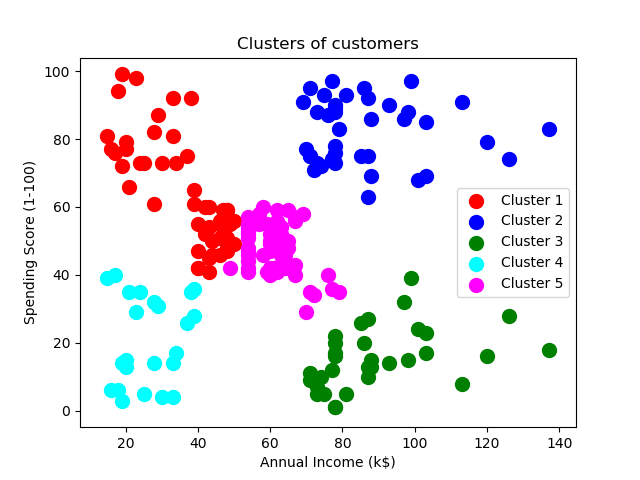 Clusters of customers
Spending Score (1-100)
100
80
60
40
20
0
Cluster 1
Cluster 2
Cluster 3
Cluster 4
Cluster 5
20 40 60 80 100 120 140
Annual Income (k$)